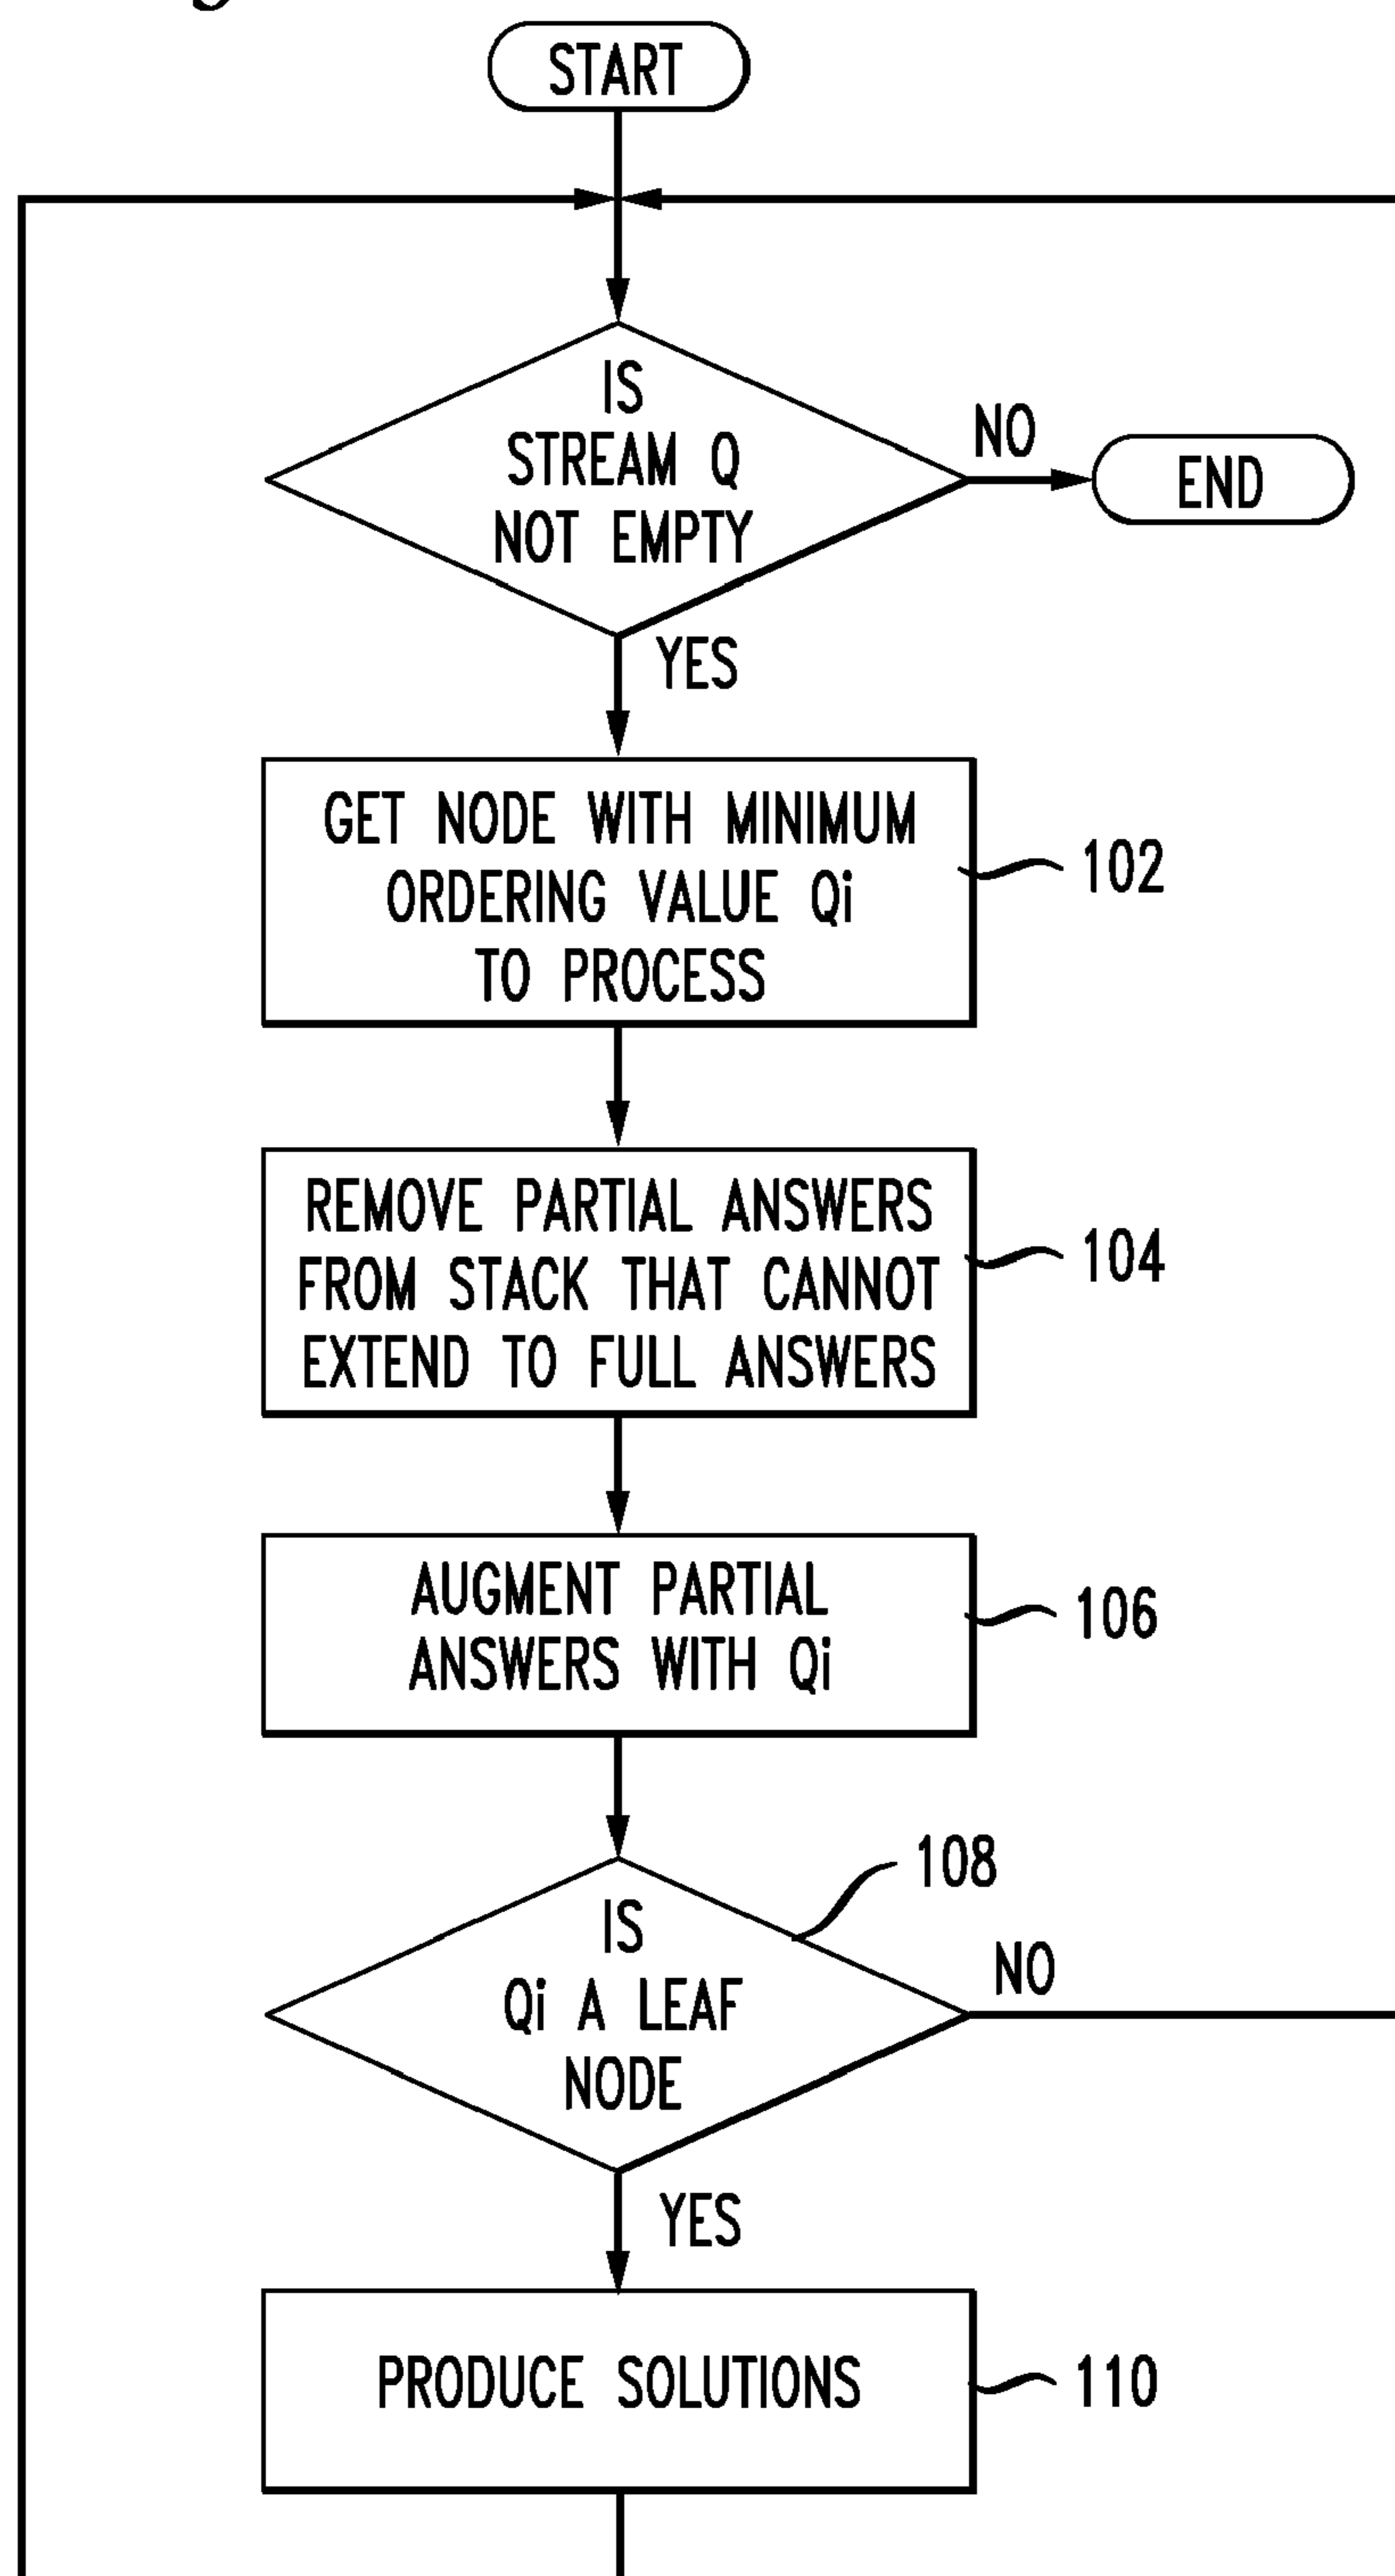 START
IS
STREAM Q
NOT EMPTY
NO
END
YES
GET NODE WITH MINIMUM
ORDERING VALUE Qi
TO PROCESS
102
REMOVE PARTIAL ANSWERS
FROM STACK THAT CANNOT
EXTEND TO FULL ANSWERS
104
AUGMENT PARTIAL
ANSWERS WITH Qi
106
108
IS
Qi A LEAF
NODE
NO
YES
PRODUCE SOLUTIONS
110